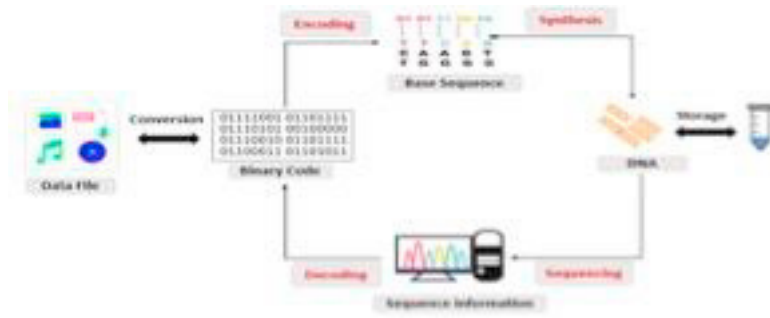 Encoding
Synthesis
Base Sequence
Conversion
01111001 01101111
01110101 00100000
01110010 01101111
01100011 01101011
Binary Code
Data File
Storage
DNA
Decoding
Sequencing
Sequence Information